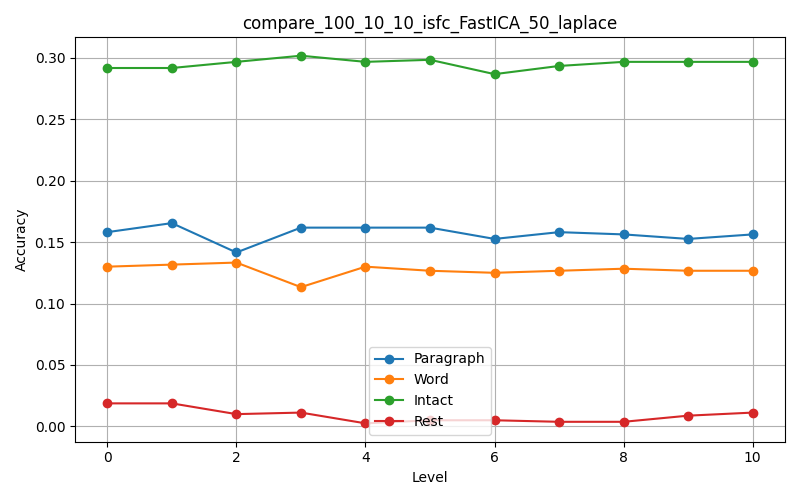 compare_100_10_10_isfc_FastICA_50_laplace
0.30
0.25
0.20
0.15
0.10
0.05
0.00
Accuracy
Paragraph
Word
Intact
Rest
0 2 4 6 8 10
Level